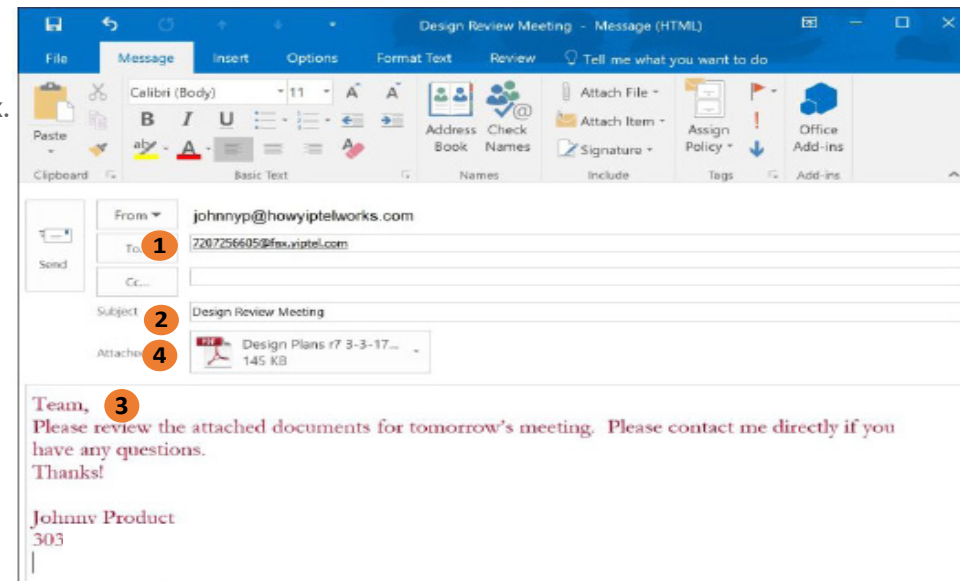 Design Review Meeting - Message (HTML)
File Message Insert Options Format Text Review Tell me what you want to do
x.
Paste
Calibri (Body) 11 A A
B I U
aby A
Address Book
Check Names
Attach File
Attach Item
Signature
Assign Policy
Office Add-ins
Clipboard Basic Text Names Include Tags Add-ins
Send
From johnnyp@howyiptelworks.com
To... 1 7207256605@fax.yiptel.com
Cc...
Subject 2 Design Review Meeting
4 PDF Design Plans r7 3-3-17...
145 KB
Team, 3
Please review the attached documents for tomorrow's meeting. Please contact me directly if you
have any questions.
Thanks!
Johnny Product
303